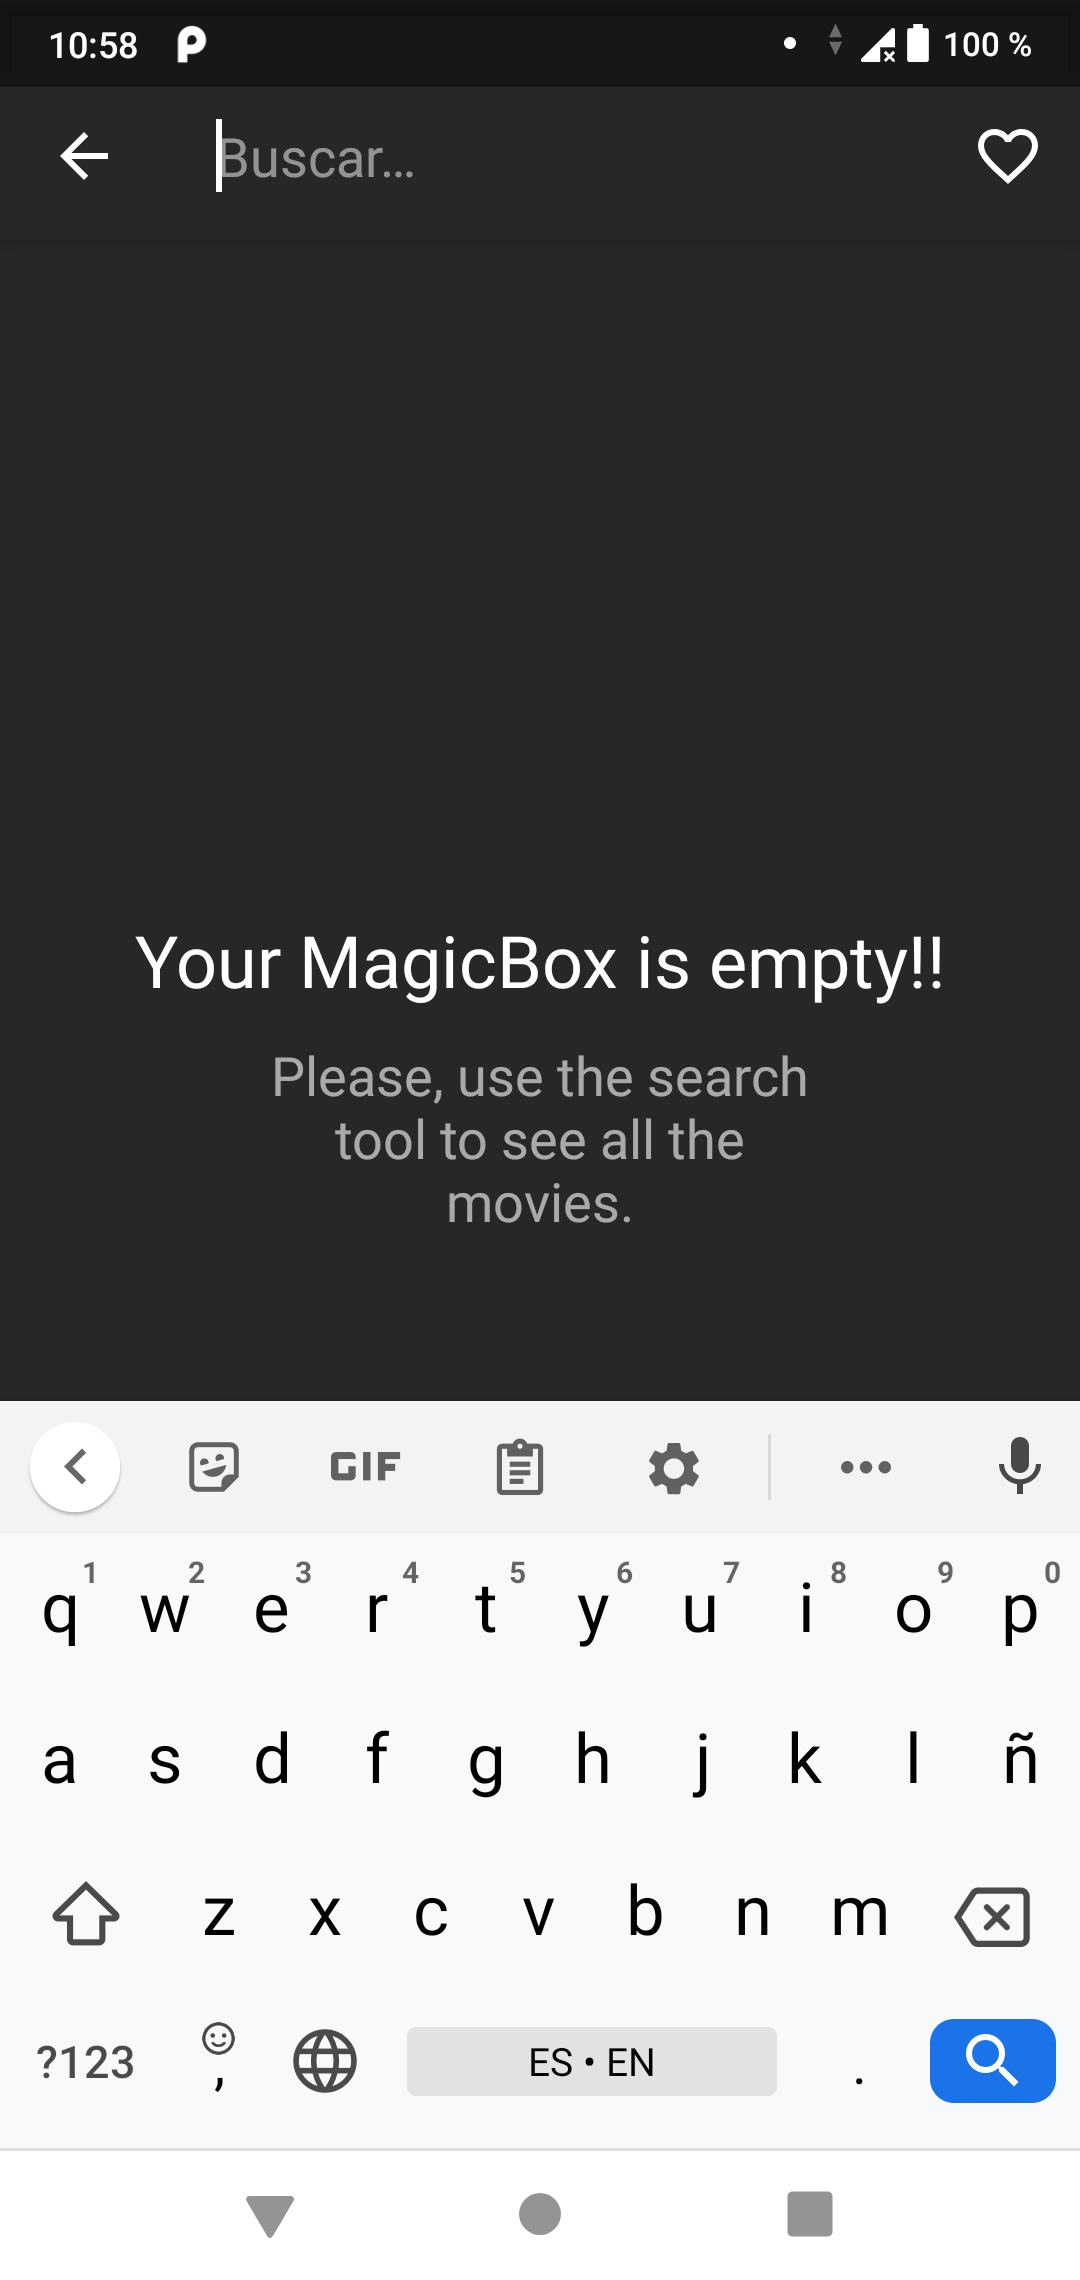 10:58
100 %
Buscar...
Your MagicBox is empty!!
Please, use the search
tool to see all the
movies.
GIF
1 2 3 4 5 6 7 8 9 0
q w e r t y u i o p
a s d f g h j k l ñ
z x c v b n m
?123 , ES • EN .